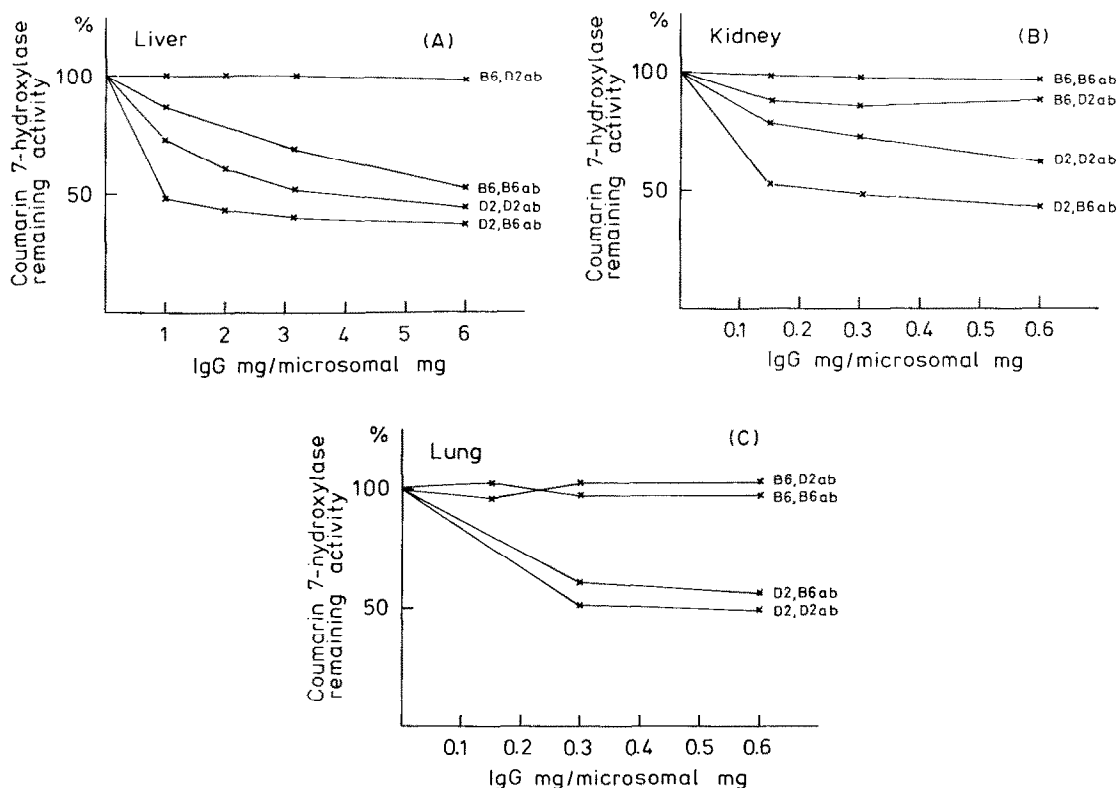 %
Liver
(A)
Coumarin 7-hydroxylase
remaining activity
100
50
B6,D2ab
B6,B6ab
D2,D2ab
D2,B6ab
1 2 3 4 5 6
IgG mg/microsomal mg
%
Kidney
(B)
Coumarin 7-hydroxylase
remaining activity
100
50
B6,B6ab
B6,D2ab
D2,D2ab
D2,B6ab
0.1 0.2 0.3 0.4 0.5 0.6
IgG mg/microsomal mg
%
Lung
(C)
Coumarin 7-hydroxylase
remaining activity
100
50
B6,D2ab
B6,B6ab
D2,B6ab
D2,D2ab
0.1 0.2 0.3 0.4 0.5 0.6
IgG mg/microsomal mg